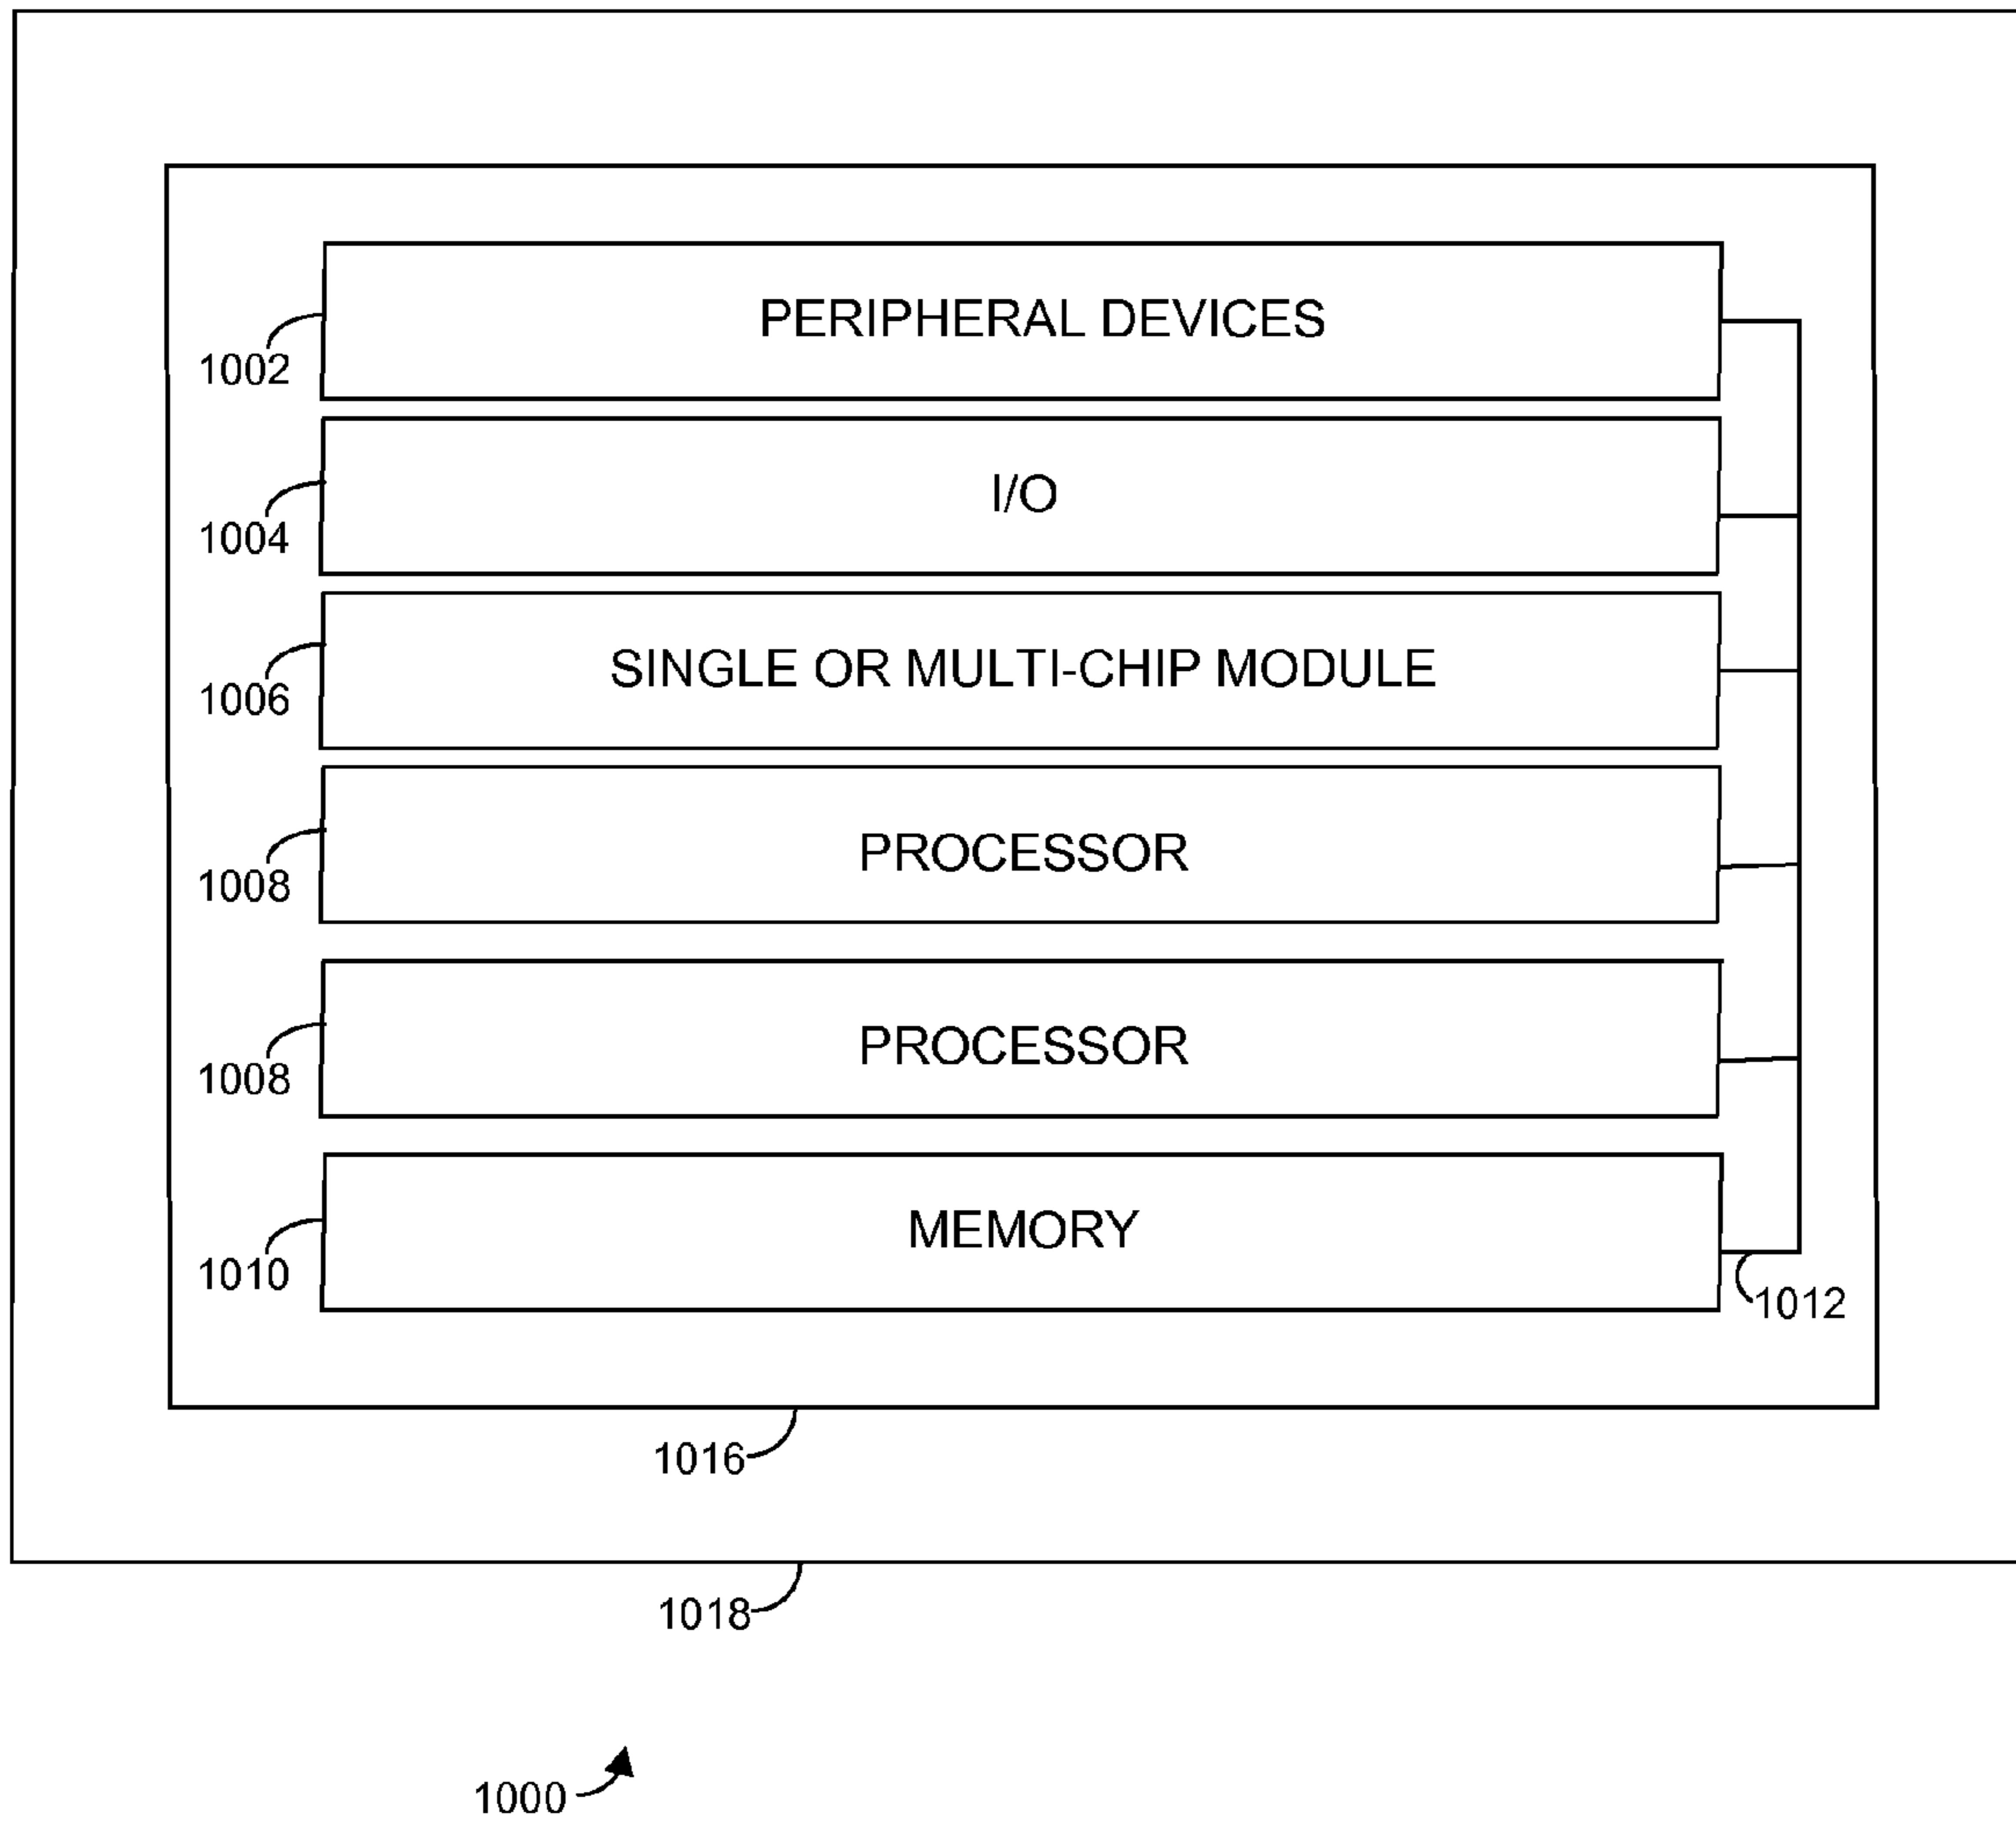 PERIPHERAL DEVICES
1002
I/O
1004
SINGLE OR MULTI-CHIP MODULE
1006
PROCESSOR
1008
PROCESSOR
1008
MEMORY
1010
1012
1016
1018
1000